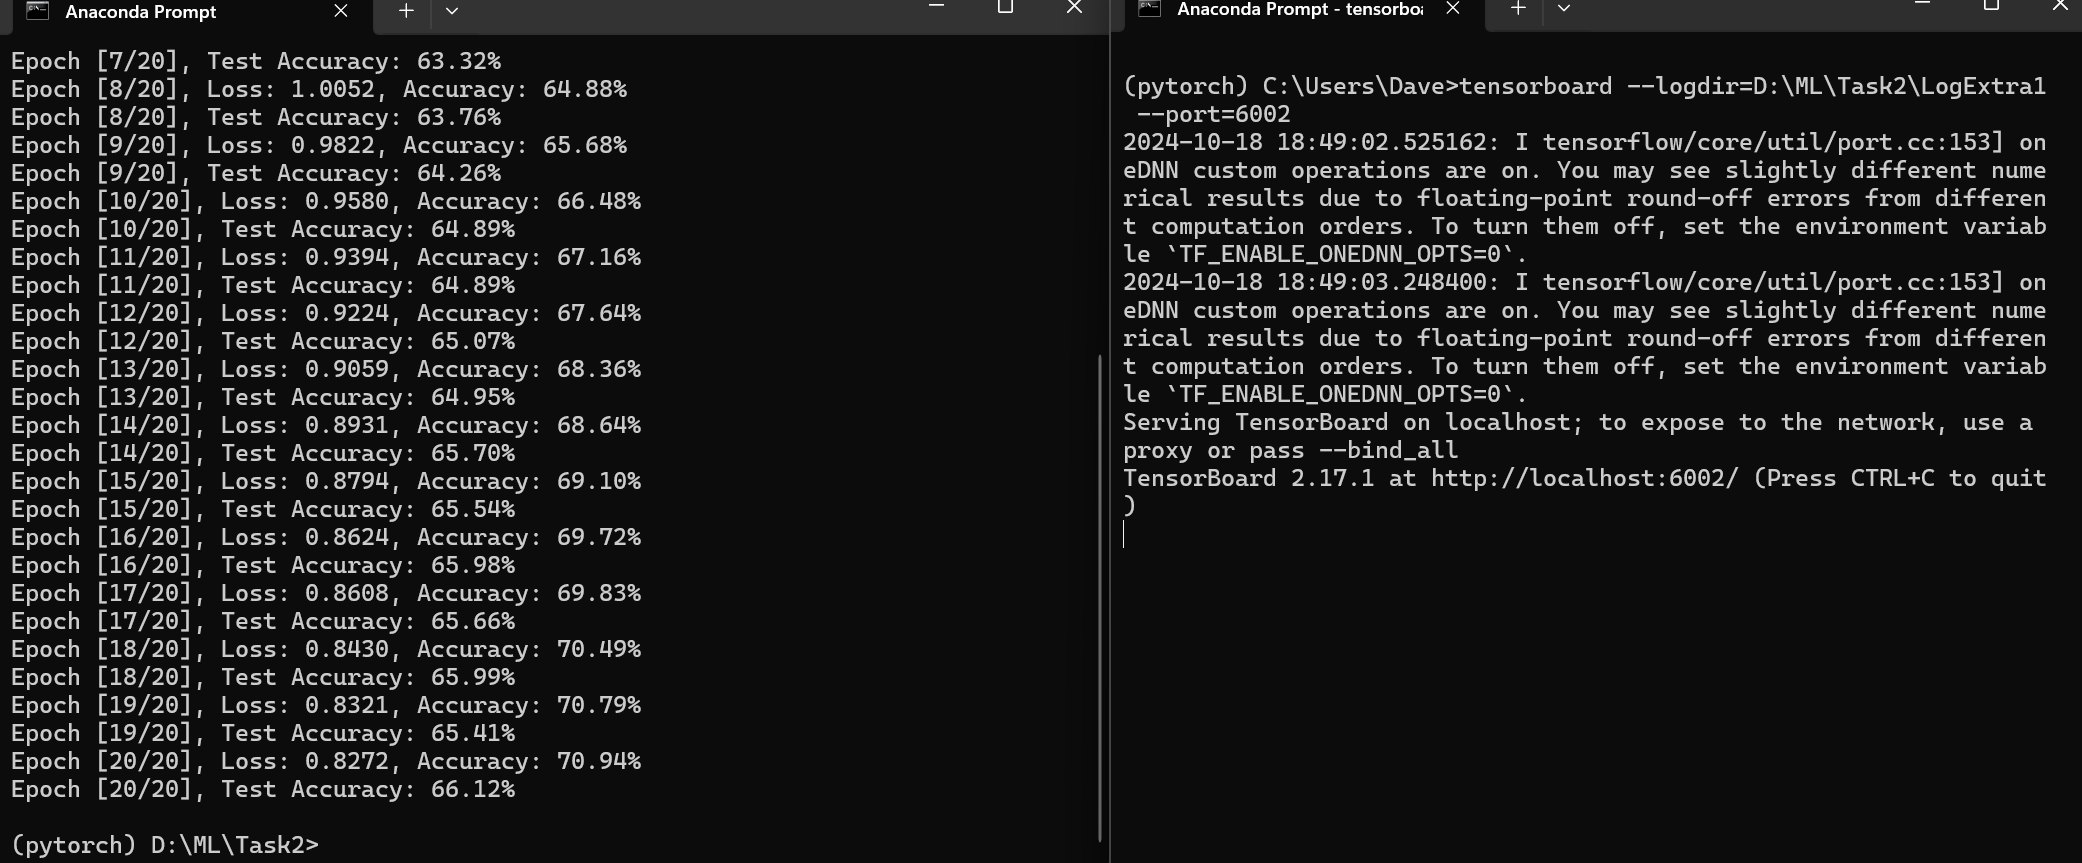 Anaconda Prompt
Epoch [7/20], Test Accuracy: 63.32%
Epoch [8/20], Loss: 1.0052, Accuracy: 64.88%
Epoch [8/20], Test Accuracy: 63.76%
Epoch [9/20], Loss: 0.9822, Accuracy: 65.68%
Epoch [9/20], Test Accuracy: 64.26%
Epoch [10/20], Loss: 0.9580, Accuracy: 66.48%
Epoch [10/20], Test Accuracy: 64.89%
Epoch [11/20], Loss: 0.9394, Accuracy: 67.16%
Epoch [11/20], Test Accuracy: 64.89%
Epoch [12/20], Loss: 0.9224, Accuracy: 67.64%
Epoch [12/20], Test Accuracy: 65.07%
Epoch [13/20], Loss: 0.9059, Accuracy: 68.36%
Epoch [13/20], Test Accuracy: 64.95%
Epoch [14/20], Loss: 0.8931, Accuracy: 68.64%
Epoch [14/20], Test Accuracy: 65.70%
Epoch [15/20], Loss: 0.8794, Accuracy: 69.10%
Epoch [15/20], Test Accuracy: 65.54%
Epoch [16/20], Loss: 0.8624, Accuracy: 69.72%
Epoch [16/20], Test Accuracy: 65.98%
Epoch [17/20], Loss: 0.8608, Accuracy: 69.83%
Epoch [17/20], Test Accuracy: 65.66%
Epoch [18/20], Loss: 0.8430, Accuracy: 70.49%
Epoch [18/20], Test Accuracy: 65.99%
Epoch [19/20], Loss: 0.8321, Accuracy: 70.79%
Epoch [19/20], Test Accuracy: 65.41%
Epoch [20/20], Loss: 0.8272, Accuracy: 70.94%
Epoch [20/20], Test Accuracy: 66.12%
(pytorch) D:\ML\Task2>
Anaconda Prompt - tensorboa
(pytorch) C:\Users\Dave>tensorboard --logdir=D:\ML\Task2\LogExtra1
 --port=6002
2024-10-18 18:49:02.525162: I tensorflow/core/util/port.cc:153] on
eDNN custom operations are on. You may see slightly different nume
rical results due to floating-point round-off errors from differen
t computation orders. To turn them off, set the environment variab
le `TF_ENABLE_ONEDNN_OPTS=0`.
2024-10-18 18:49:03.248400: I tensorflow/core/util/port.cc:153] on
eDNN custom operations are on. You may see slightly different nume
rical results due to floating-point round-off errors from differen
t computation orders. To turn them off, set the environment variab
le `TF_ENABLE_ONEDNN_OPTS=0`.
Serving TensorBoard on localhost; to expose to the network, use a
proxy or pass --bind_all
TensorBoard 2.17.1 at http://localhost:6002/ (Press CTRL+C to quit
)